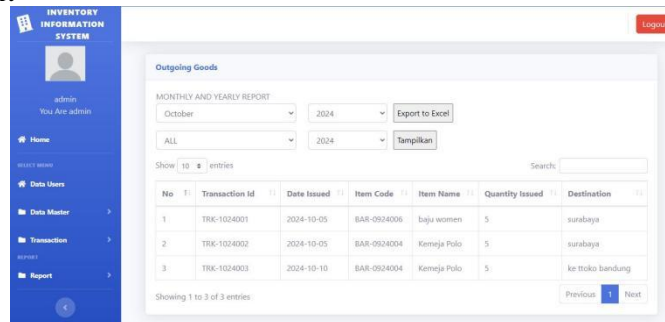 INVENTORY
INFORMATION
SYSTEM
Logou
admin
You Are admin
Home
SELECT MENU
Data Users
Data Master
Transaction
REPORT
Report
Outgoing Goods
MONTHLY AND YEARLY REPORT
October 2024 Export to Excel
ALL 2024 Tampilkan
Show 10 entries Search:
No Transaction Id Date Issued Item Code Item Name Quantity Issued Destination
1 TRK-1024001 2024-10-05 BAR-0924006 baju women 5 surabaya
2 TRK-1024002 2024-10-05 BAR-0924004 Kemeja Polo 5 surabaya
3 TRK-1024003 2024-10-10 BAR-0924004 Kemeja Polo 5 ke ttoko bandung
Showing 1 to 3 of 3 entries Previous 1 Next